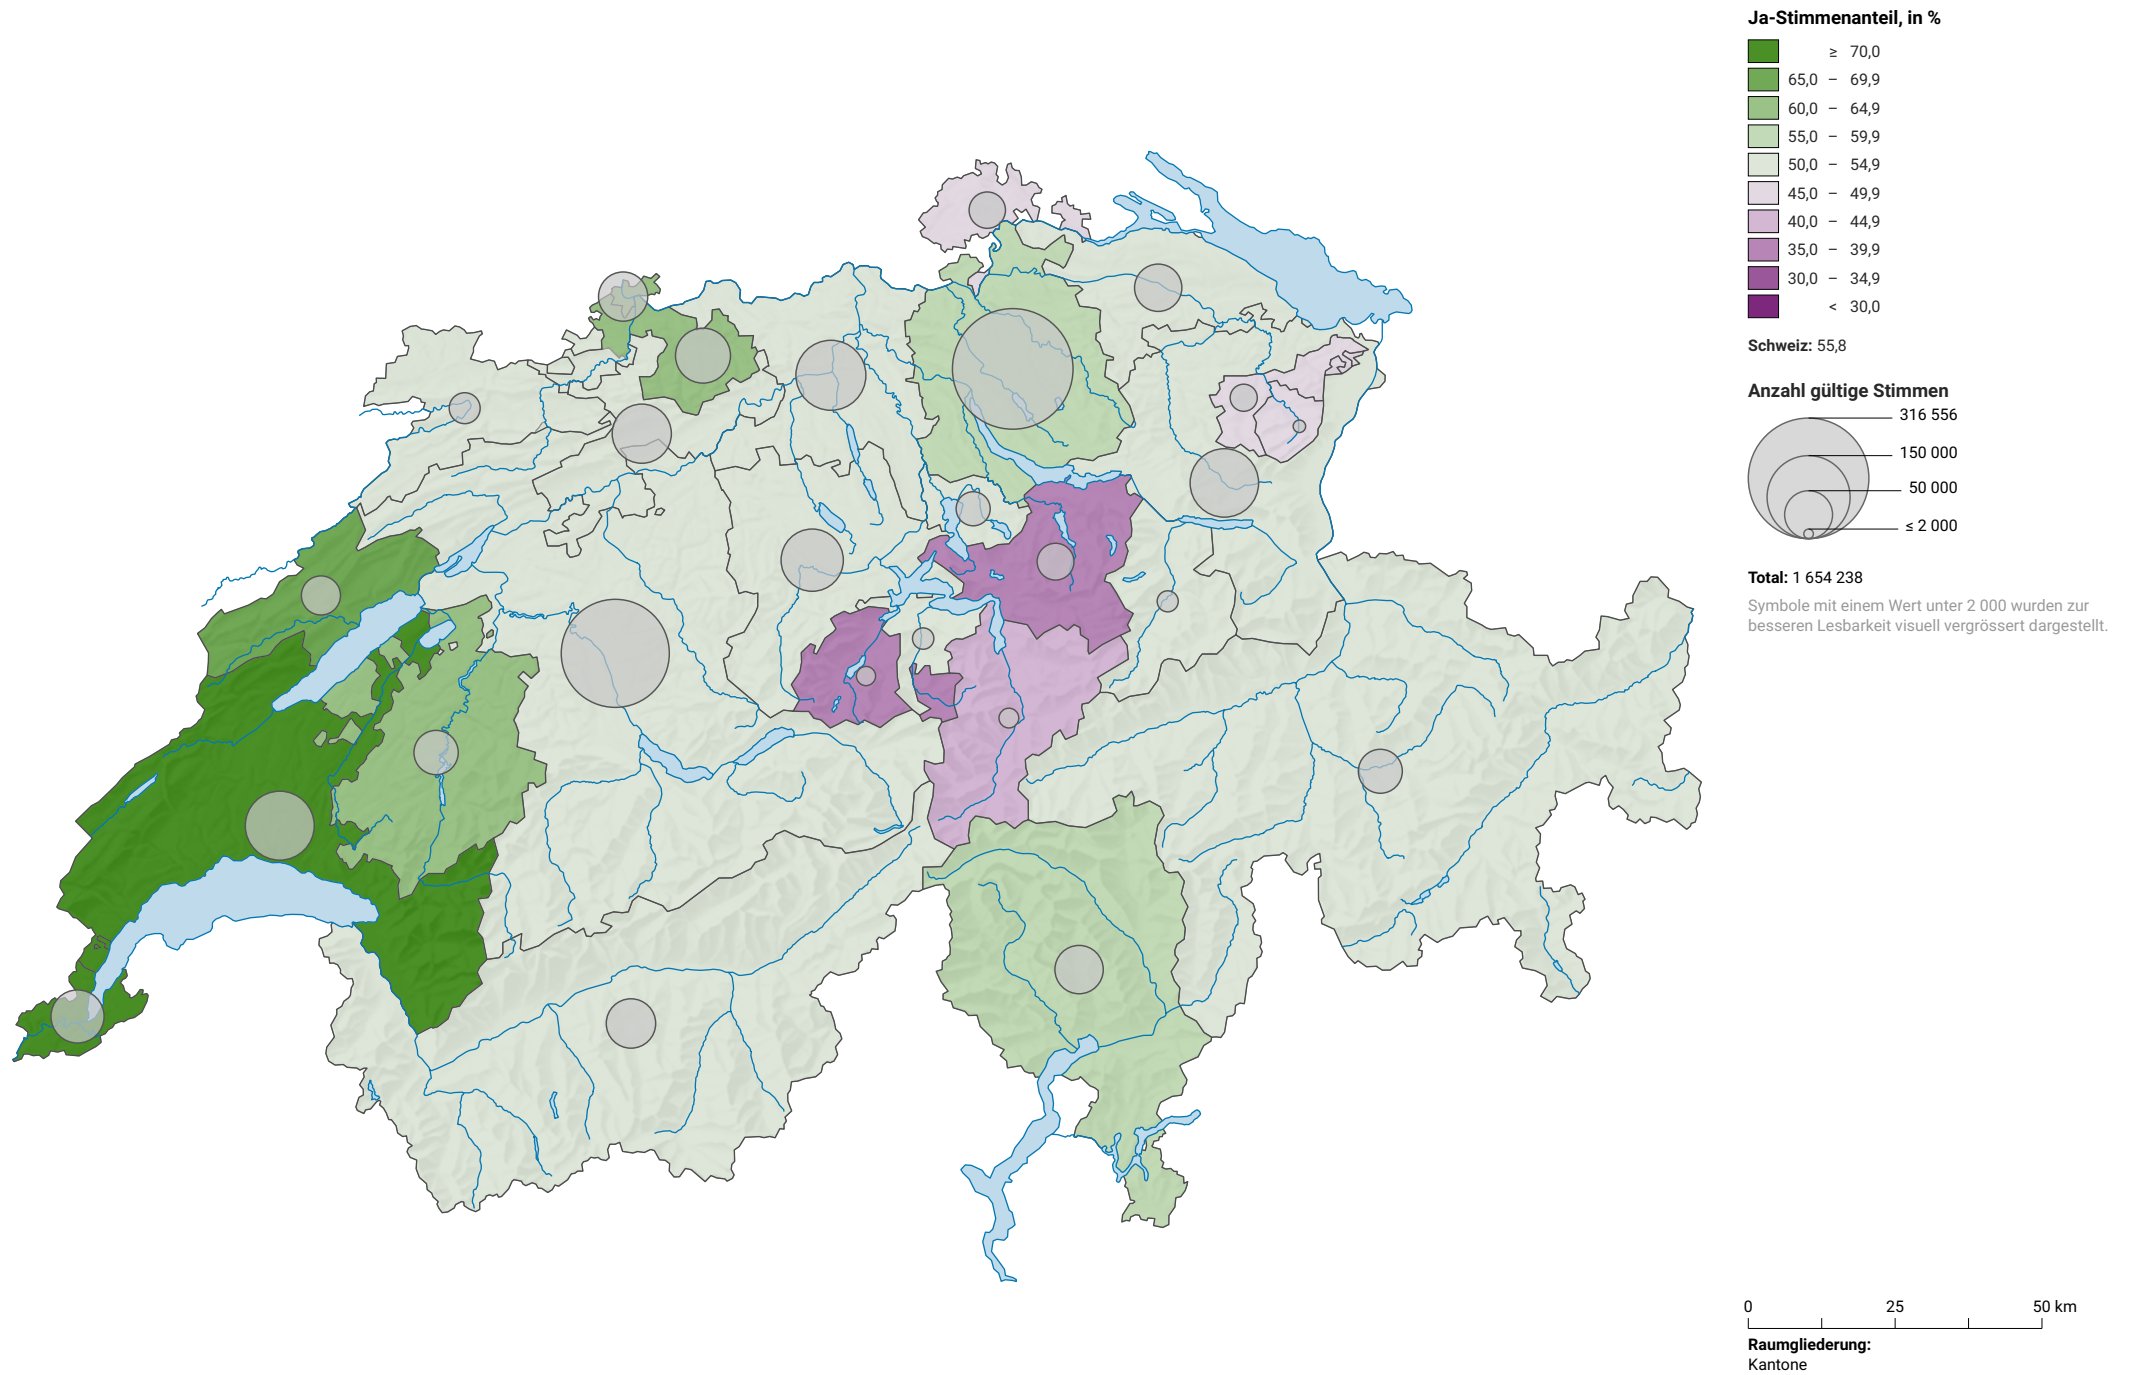 Ja-Stimmenanteil, in %
≥ 70,0
65,0 – 69,9
60,0 – 64,9
55,0 – 59,9
50,0 – 54,9
45,0 – 49,9
40,0 – 44,9
35,0 – 39,9
30,0 – 34,9
< 30,0
Schweiz: 55,8
Anzahl gültige Stimmen
316 556
150 000
50 000
≤ 2 000
Total: 1 654 238
Symbole mit einem Wert unter 2 000 wurden zur
besseren Lesbarkeit visuell vergrössert dargestellt.
0 25 50 km
Raumgliederung:
Kantone